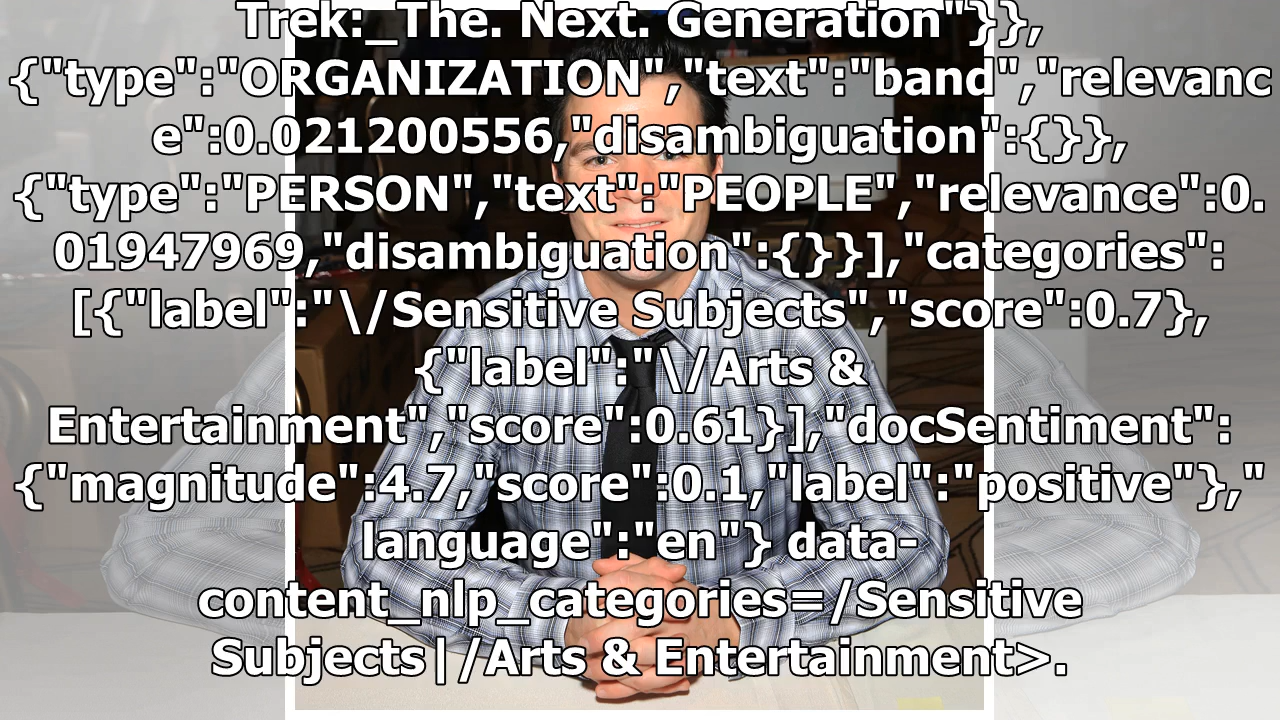 Trek:_The. Next. Generation"}},
{"type":"ORGANIZATION","text":"band","relevanc
e":0.021200556,"disambiguation":{}},
{"type":"PERSON","text":"PEOPLE","relevance":0.
01947969,"disambiguation":{}}],"categories":
[{"label":"\/Sensitive Subjects","score":0.7},
{"label":"\/Arts &
Entertainment","score":0.61}],"docSentiment":
{"magnitude":4.7,"score":0.1,"label":"positive"},"
language":"en"} data-
content_nlp_categories=/Sensitive
Subjects|/Arts & Entertainment>.